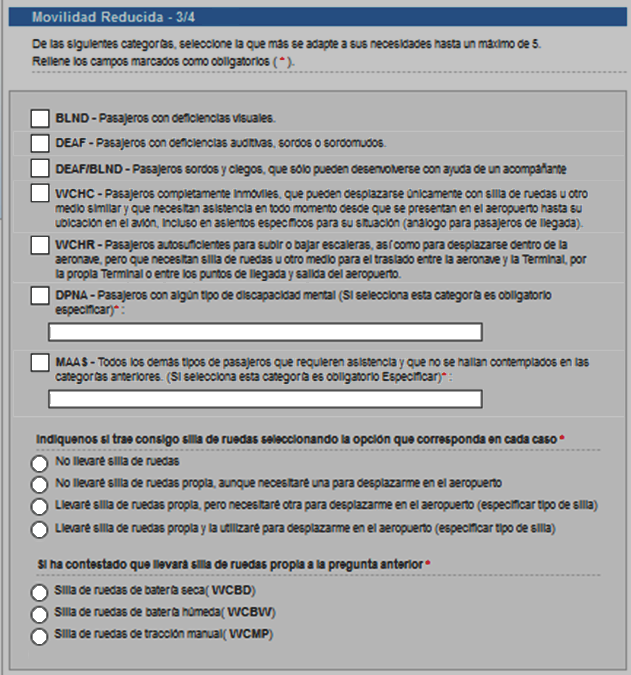 Movilidad Reducida - 3/4
De las siguientes categorías, seleccione la que más se adapte a sus necesidades hasta un máximo de 5.
Rellene los campos marcados como obligatorios ( * ).
BLND - Pasajeros con deficiencias visuales.
DEAF - Pasajeros con deficiencias auditivas, sordos o sordomudos.
DEAF/BLND - Pasajeros sordos y ciegos, que sólo pueden desenvolverse con ayuda de un acompañante
WCHC - Pasajeros completamente inmóviles, que pueden desplazarse únicamente con silla de ruedas u otro
medio similar y que necesitan asistencia en todo momento desde que se presentan en el aeropuerto hasta su
ubicación en el avión, incluso en asientos específicos para su situación (análogo para pasajeros de llegada).
WCHR - Pasajeros autosuficientes para subir o bajar escaleras, así como para desplazarse dentro de la
aeronave, pero que necesitan silla de ruedas u otro medio para el traslado entre la aeronave y la Terminal, por
la propia Terminal o entre los puntos de llegada y salida del aeropuerto.
DPNA - Pasajeros con algún tipo de discapacidad mental (Si selecciona esta categoría es obligatorio
especificar)* :
MAAS - Todos los demás tipos de pasajeros que requieren asistencia y que no se hallan contemplados en las
categorías anteriores. (Si selecciona esta categoría es obligatorio Especificar)* :
Indíquenos si trae consigo silla de ruedas seleccionando la opción que corresponda en cada caso *
No llevaré silla de ruedas
No llevaré silla de ruedas propia, aunque necesitaré una para desplazarme en el aeropuerto
Llevaré silla de ruedas propia, pero necesitaré otra para desplazarme en el aeropuerto (especificar tipo de silla)
Llevaré silla de ruedas propia y la utilizaré para desplazarme en el aeropuerto (especificar tipo de silla)
Si ha contestado que llevará silla de ruedas propia a la pregunta anterior *
Silla de ruedas de batería seca( WCBD)
Silla de ruedas de batería húmeda( WCBW)
Silla de ruedas de tracción manual( WCMP)